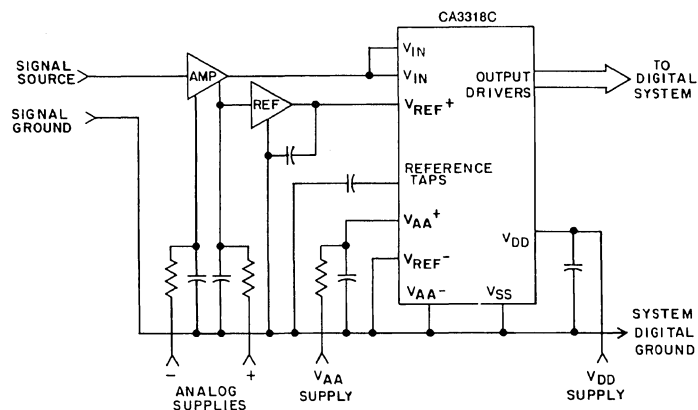 CA3318C
SIGNAL
SOURCE
AMP
VIN
VIN
OUTPUT
DRIVERS
TO
DIGITAL
SYSTEM
SIGNAL
GROUND
REF
VREF+
REFERENCE
TAPS
VAA+
VDD
VREF-
VAA-
VSS
SYSTEM
DIGITAL
GROUND
-
+
ANALOG
SUPPLIES
VAA
SUPPLY
VDD
SUPPLY